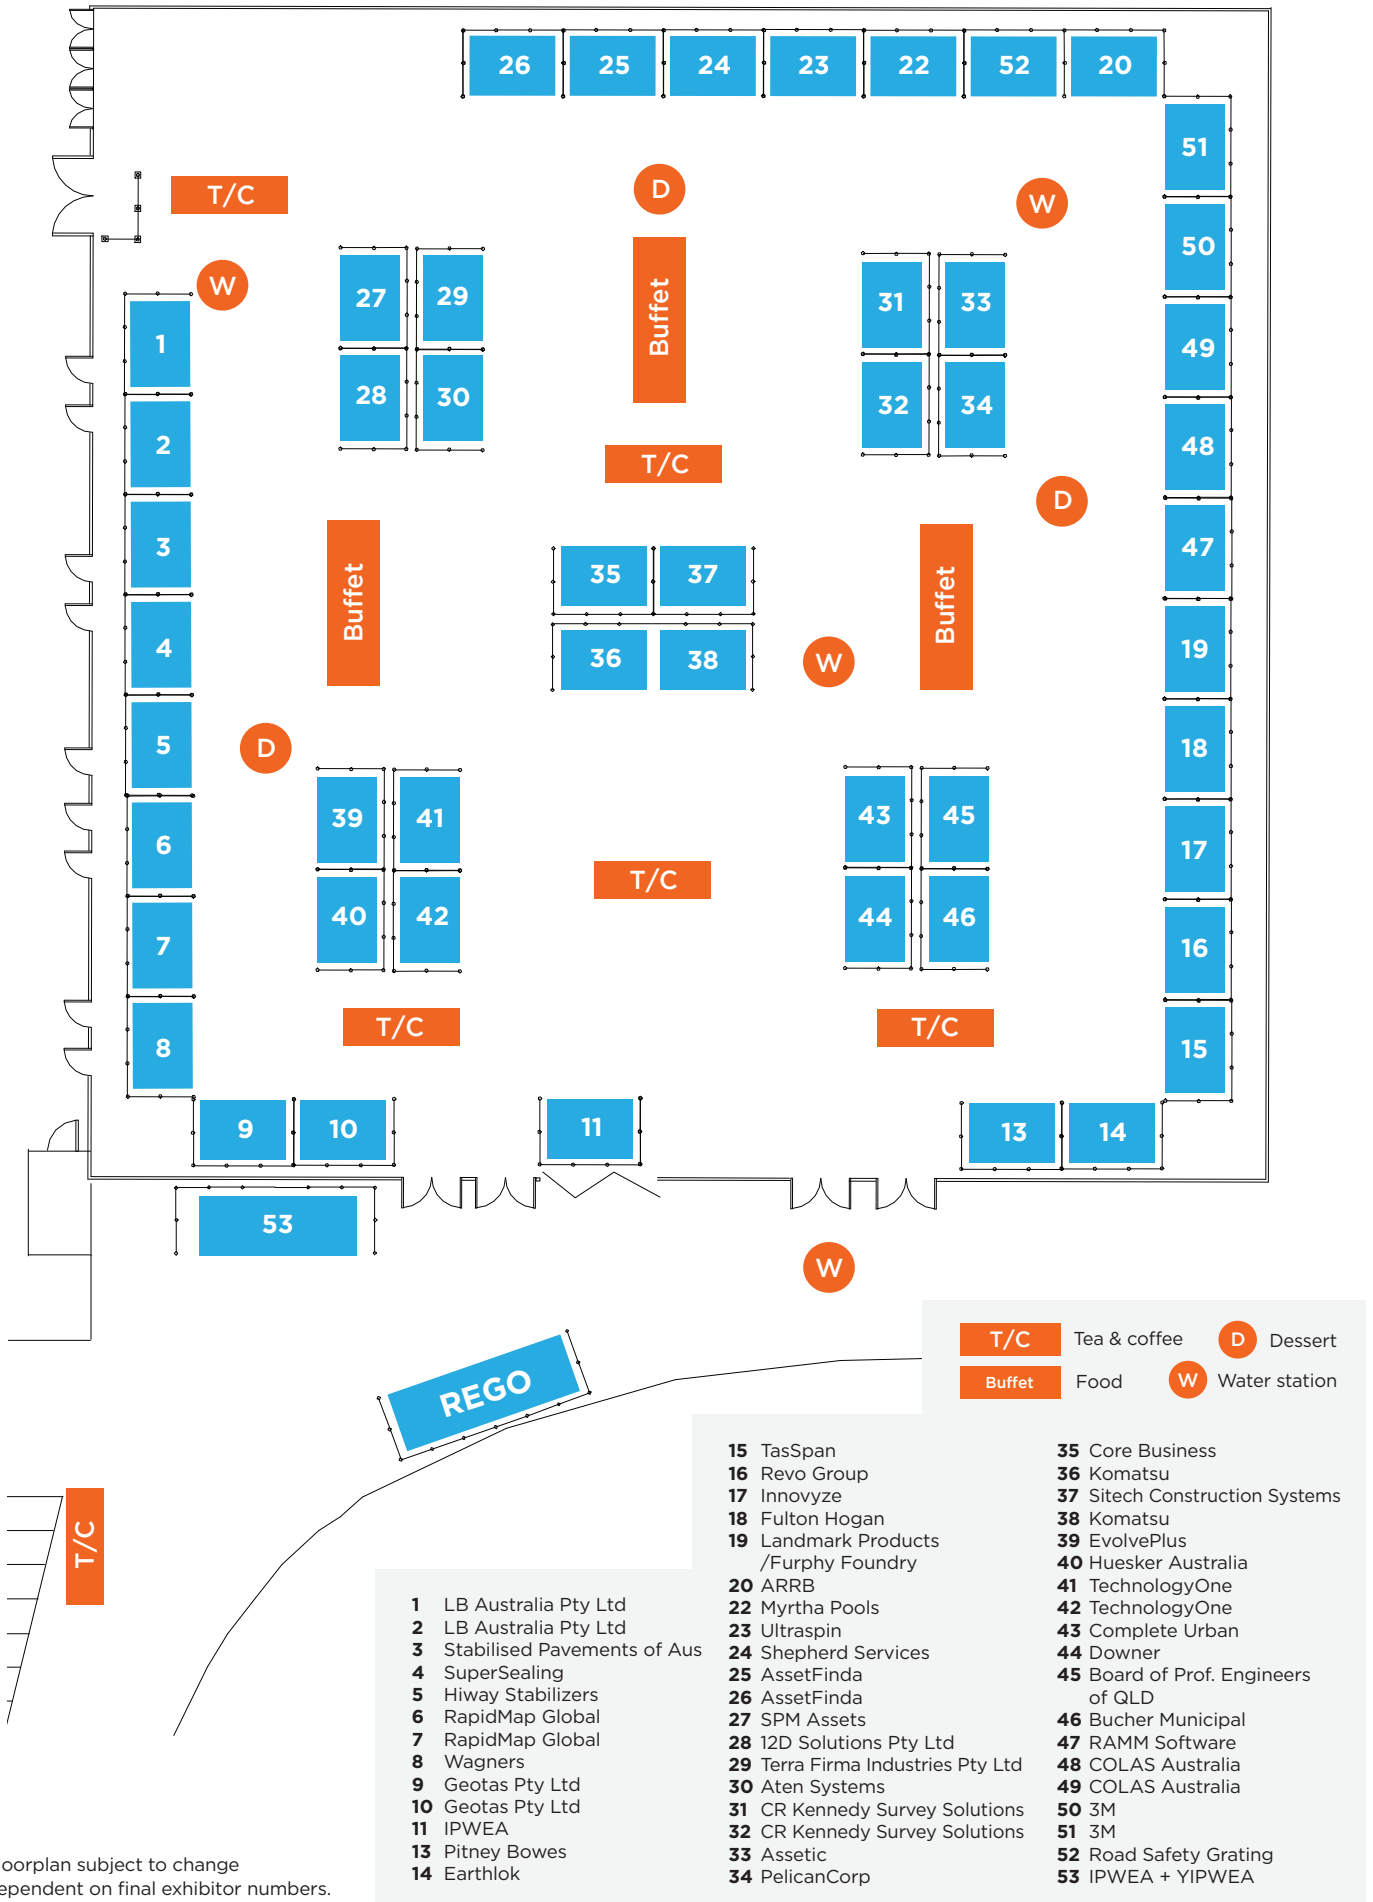 26 25 24 23 22 52 20
51
T/C
D
W
50
W
27 29
Buffet
31 33
1
49
28 30
32 34
2
48
T/C
D
3
Buffet
35 37
Buffet
47
4
36 38
W
19
5
D
18
39 41
43 45
6
17
T/C
40 42
44 46
7
16
T/C
T/C
8
15
9 10
11
13 14
53
W
REGO
T/C
T/C Tea & coffee
D Dessert
Buffet Food
W Water station
1 LB Australia Pty Ltd
2 LB Australia Pty Ltd
3 Stabilised Pavements of Aus
4 SuperSealing
5 Hiway Stabilizers
6 RapidMap Global
7 RapidMap Global
8 Wagners
9 Geotas Pty Ltd
10 Geotas Pty Ltd
11 IPWEA
13 Pitney Bowes
14 Earthlok
15 TasSpan
16 Revo Group
17 Innovyze
18 Fulton Hogan
19 Landmark Products
/Furphy Foundry
20 ARRB
22 Myrtha Pools
23 Ultraspin
24 Shepherd Services
25 AssetFinda
26 AssetFinda
27 SPM Assets
28 12D Solutions Pty Ltd
29 Terra Firma Industries Pty Ltd
30 Aten Systems
31 CR Kennedy Survey Solutions
32 CR Kennedy Survey Solutions
33 Assetic
34 PelicanCorp
35 Core Business
36 Komatsu
37 Sitech Construction Systems
38 Komatsu
39 EvolvePlus
40 Huesker Australia
41 TechnologyOne
42 TechnologyOne
43 Complete Urban
44 Downer
45 Board of Prof. Engineers
of QLD
46 Bucher Municipal
47 RAMM Software
48 COLAS Australia
49 COLAS Australia
50 3M
51 3M
52 Road Safety Grating
53 IPWEA + YIPWEA
oorplan subject to change
ependent on final exhibitor numbers.